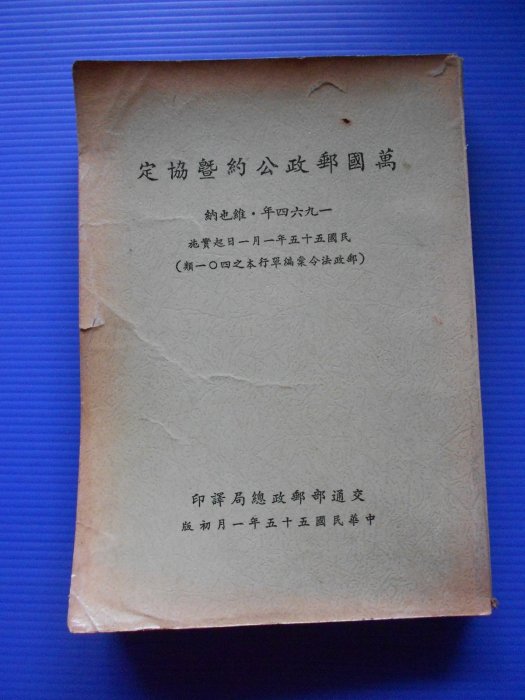 萬國郵政公約暨協定
一九六四年·維也納
民國五十五年一月一日起實施
(郵政法令彙編單行本之四〇一類)
交通部郵政總局譯印
中華民國五十五年一月初版